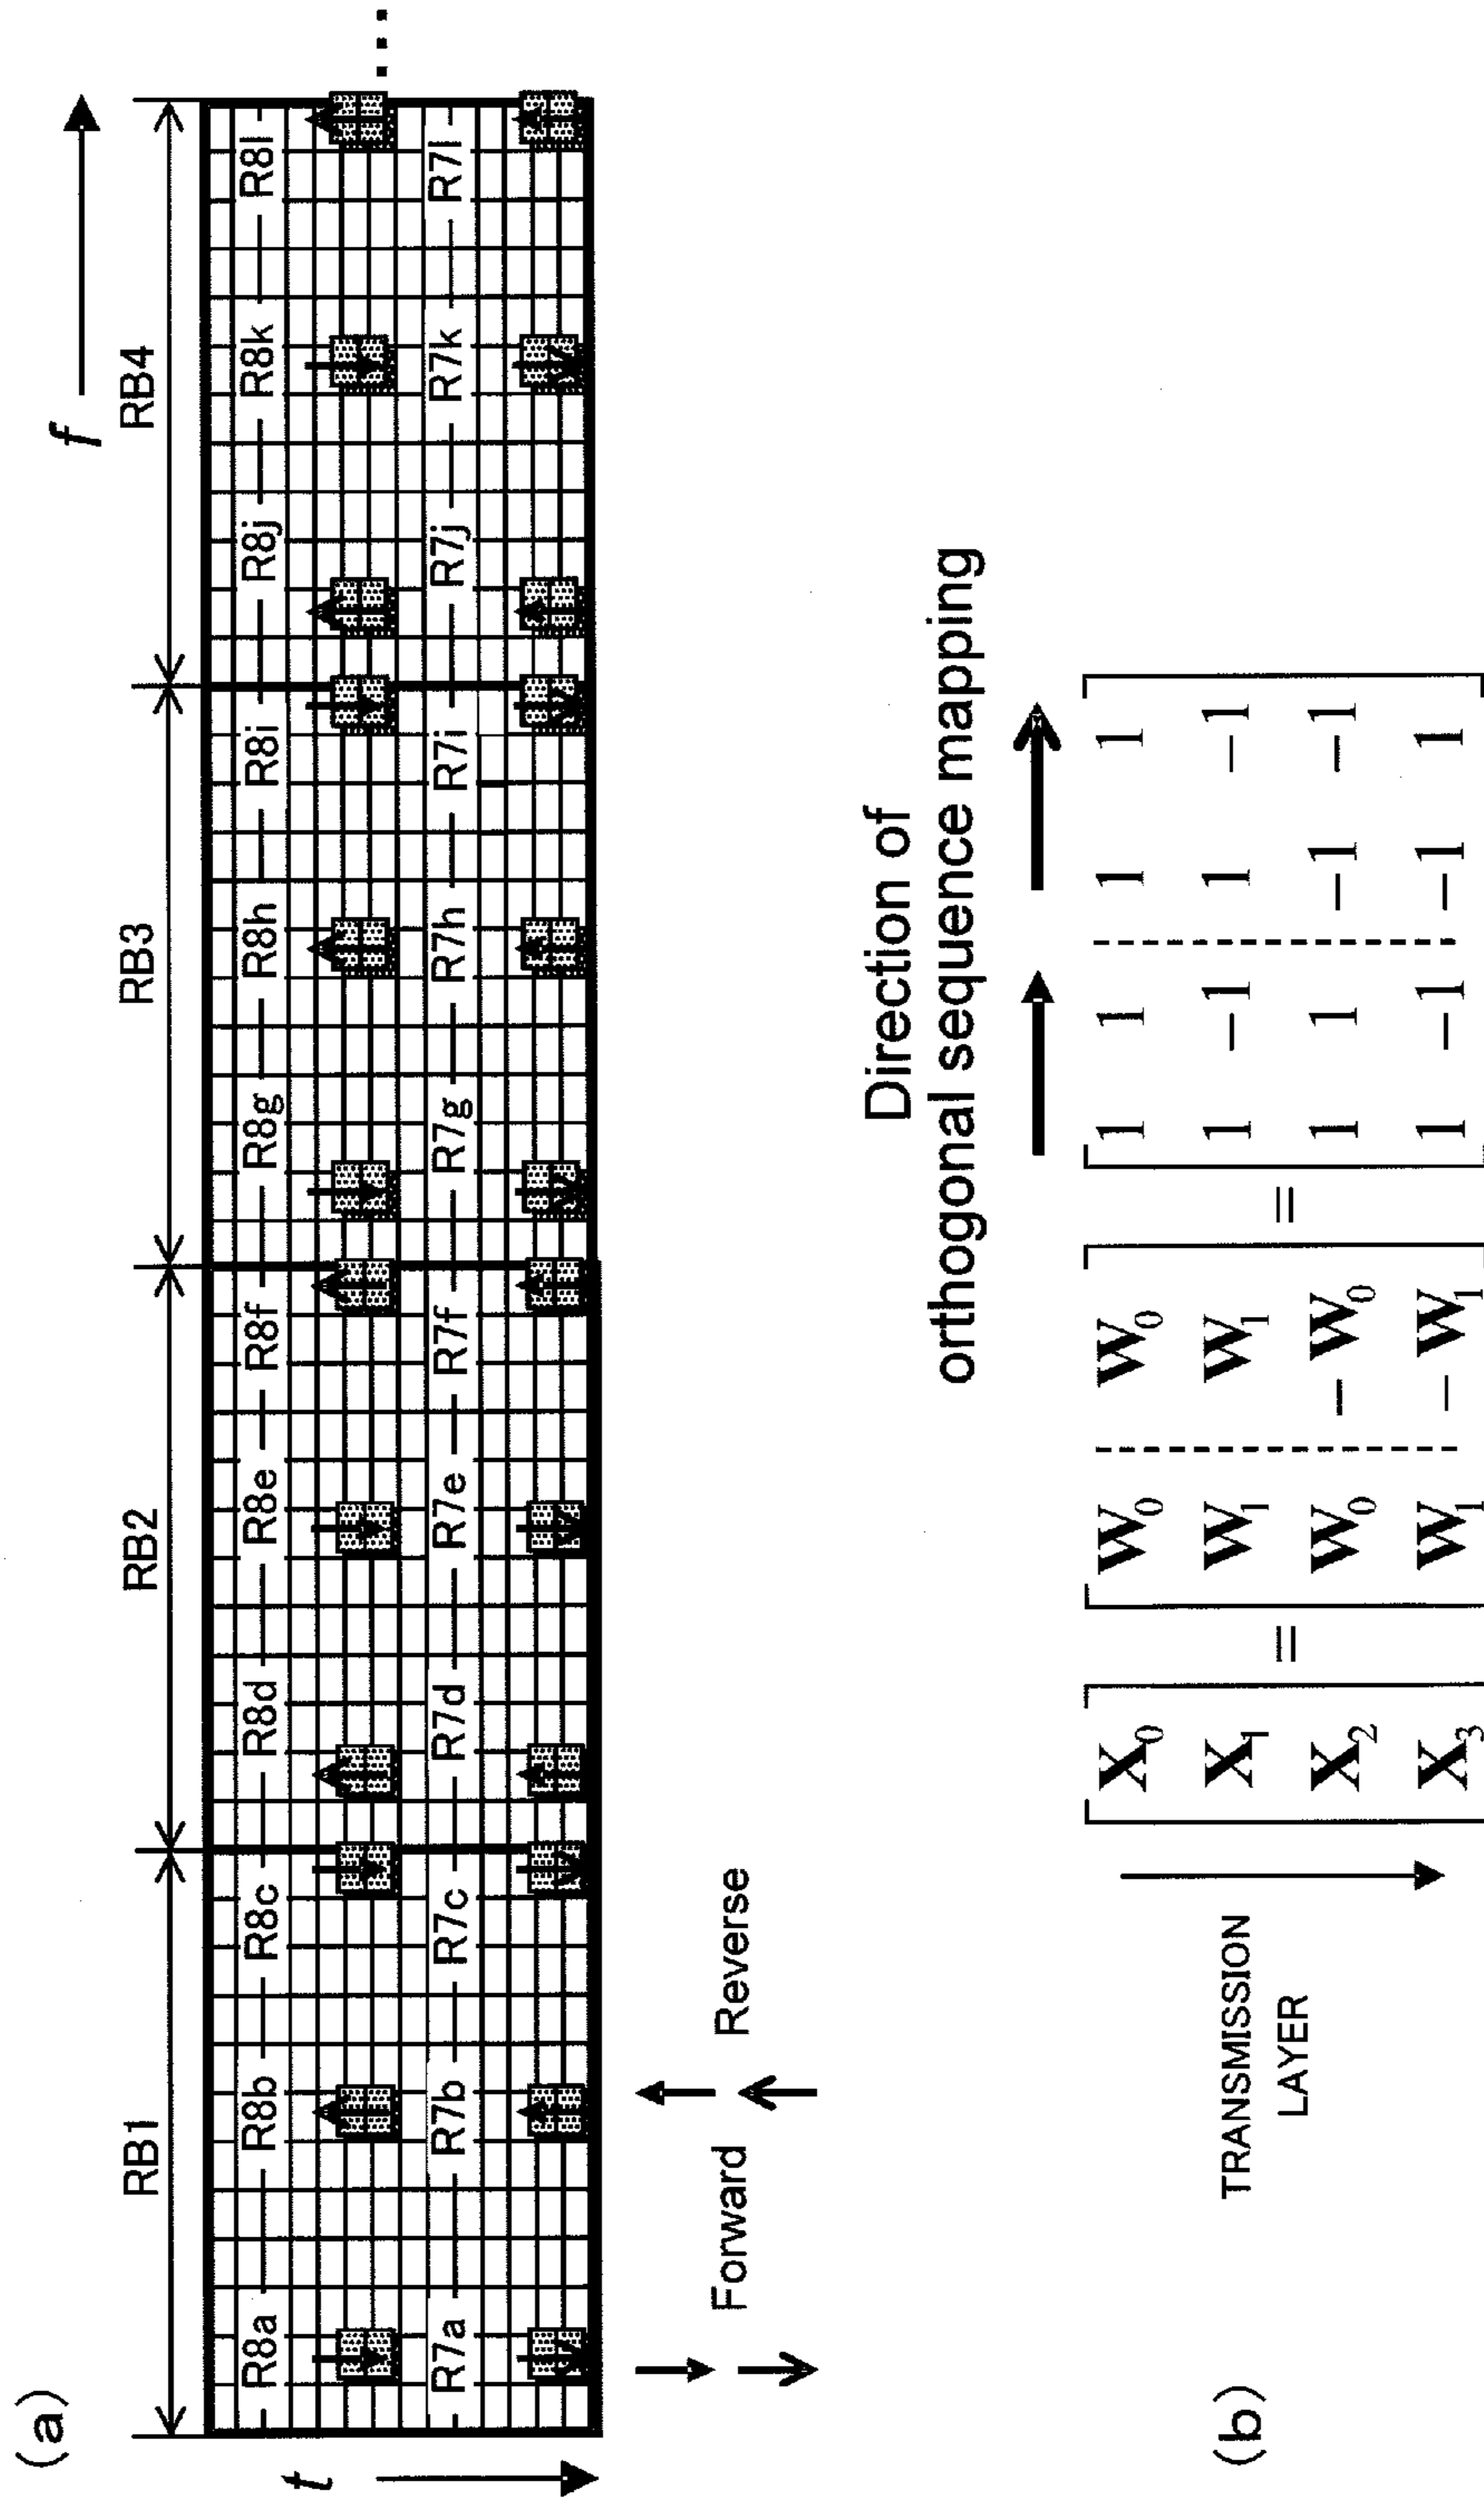 (a)
f
RB1 RB2 RB3 RB4
t
R8a R8b R8c R8d R8e R8f R8g R8h R8i R8j R8k R8l
...
R7a R7b R7c R7d R7e R7f R7g R7h R7i R7j R7k R7l
Forward Reverse
Direction of
orthogonal sequence mapping
(b)
TRANSMISSION
LAYER
X0 = W0 W0 = 1 1 1 1
X1 W1 W1 1 −1 1 −1
X2 W0 −W0 1 1 −1 −1
X3 W1 −W1 1 −1 −1 1